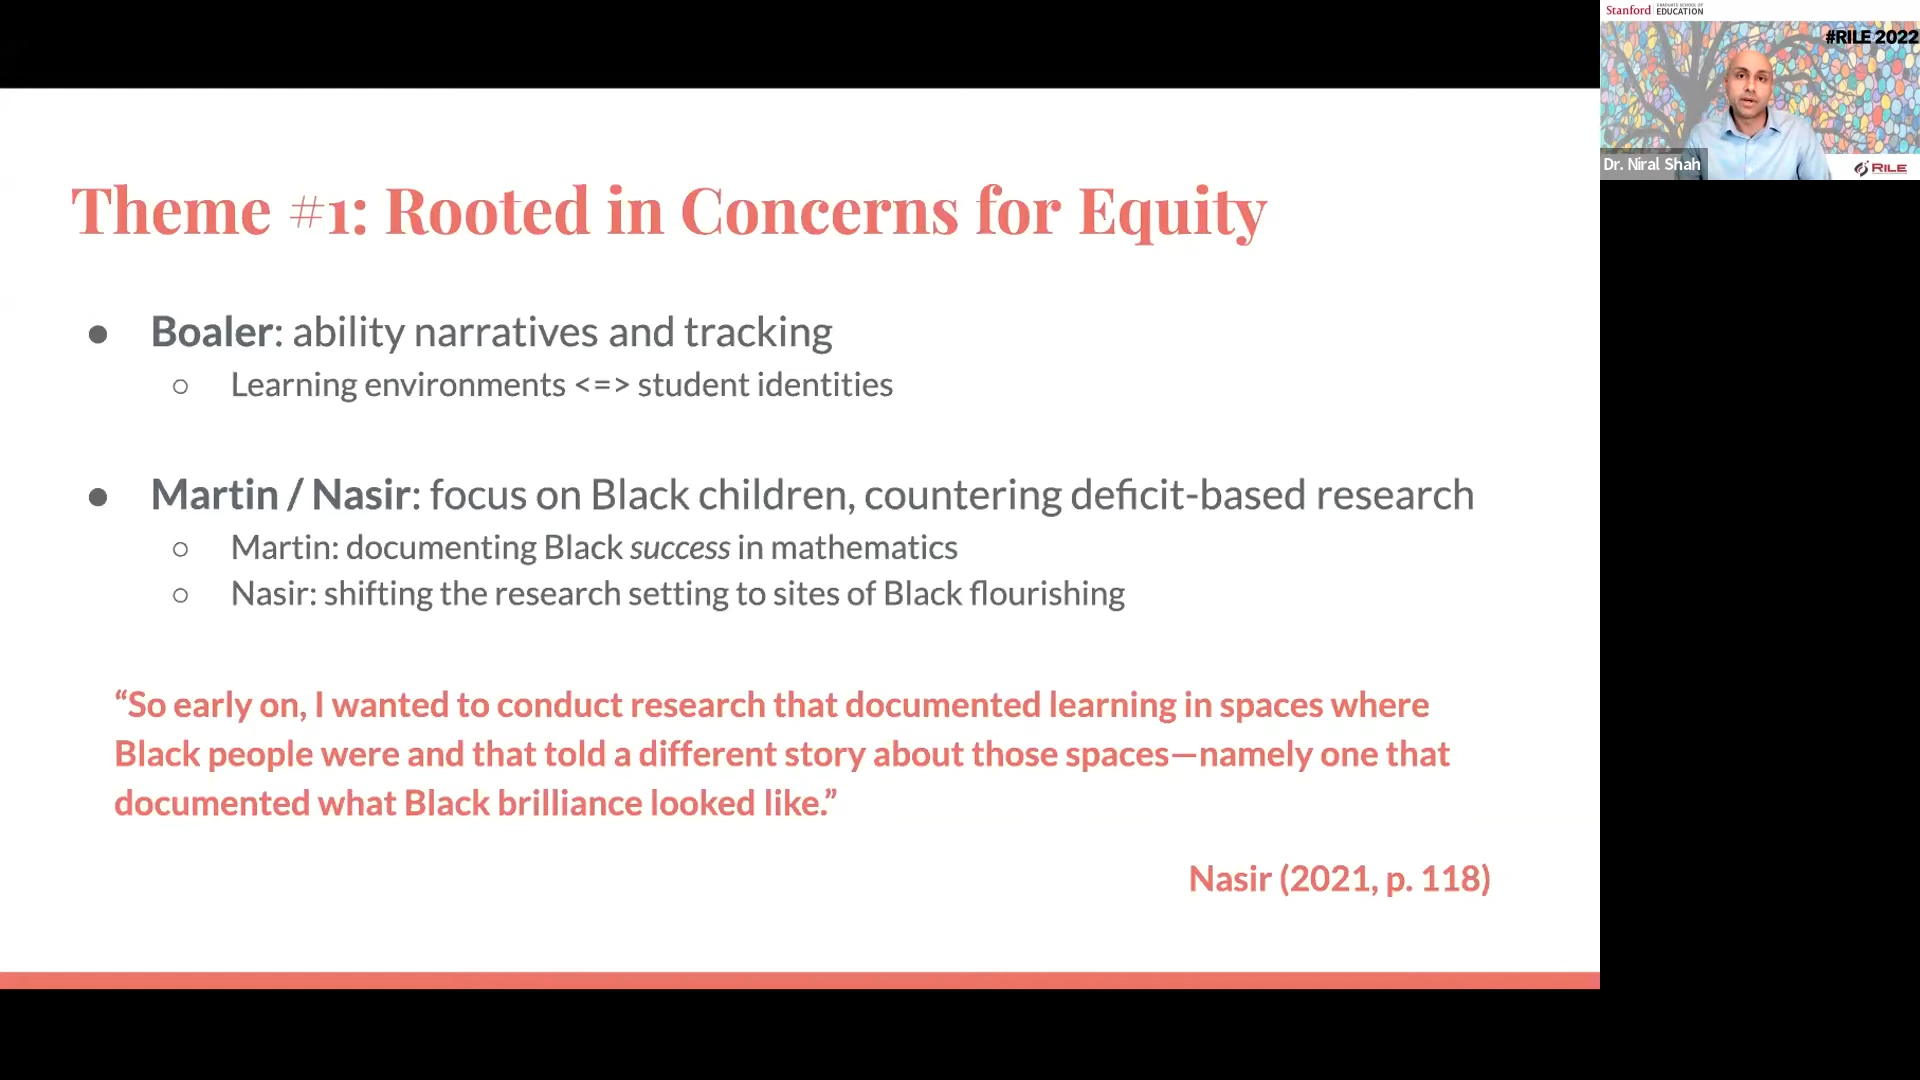 Theme #1: Rooted in Concerns for Equity
● Boaler: ability narratives and tracking
○ Learning environments <=> student identities
● Martin / Nasir: focus on Black children, countering deficit-based research
○ Martin: documenting Black success in mathematics
○ Nasir: shifting the research setting to sites of Black flourishing
“So early on, I wanted to conduct research that documented learning in spaces where
Black people were and that told a different story about those spaces—namely one that
documented what Black brilliance looked like.”
Nasir (2021, p. 118)
Stanford | GRADUATE SCHOOL OF
EDUCATION
#RILE 2022
Dr. Niral Shah
RILE